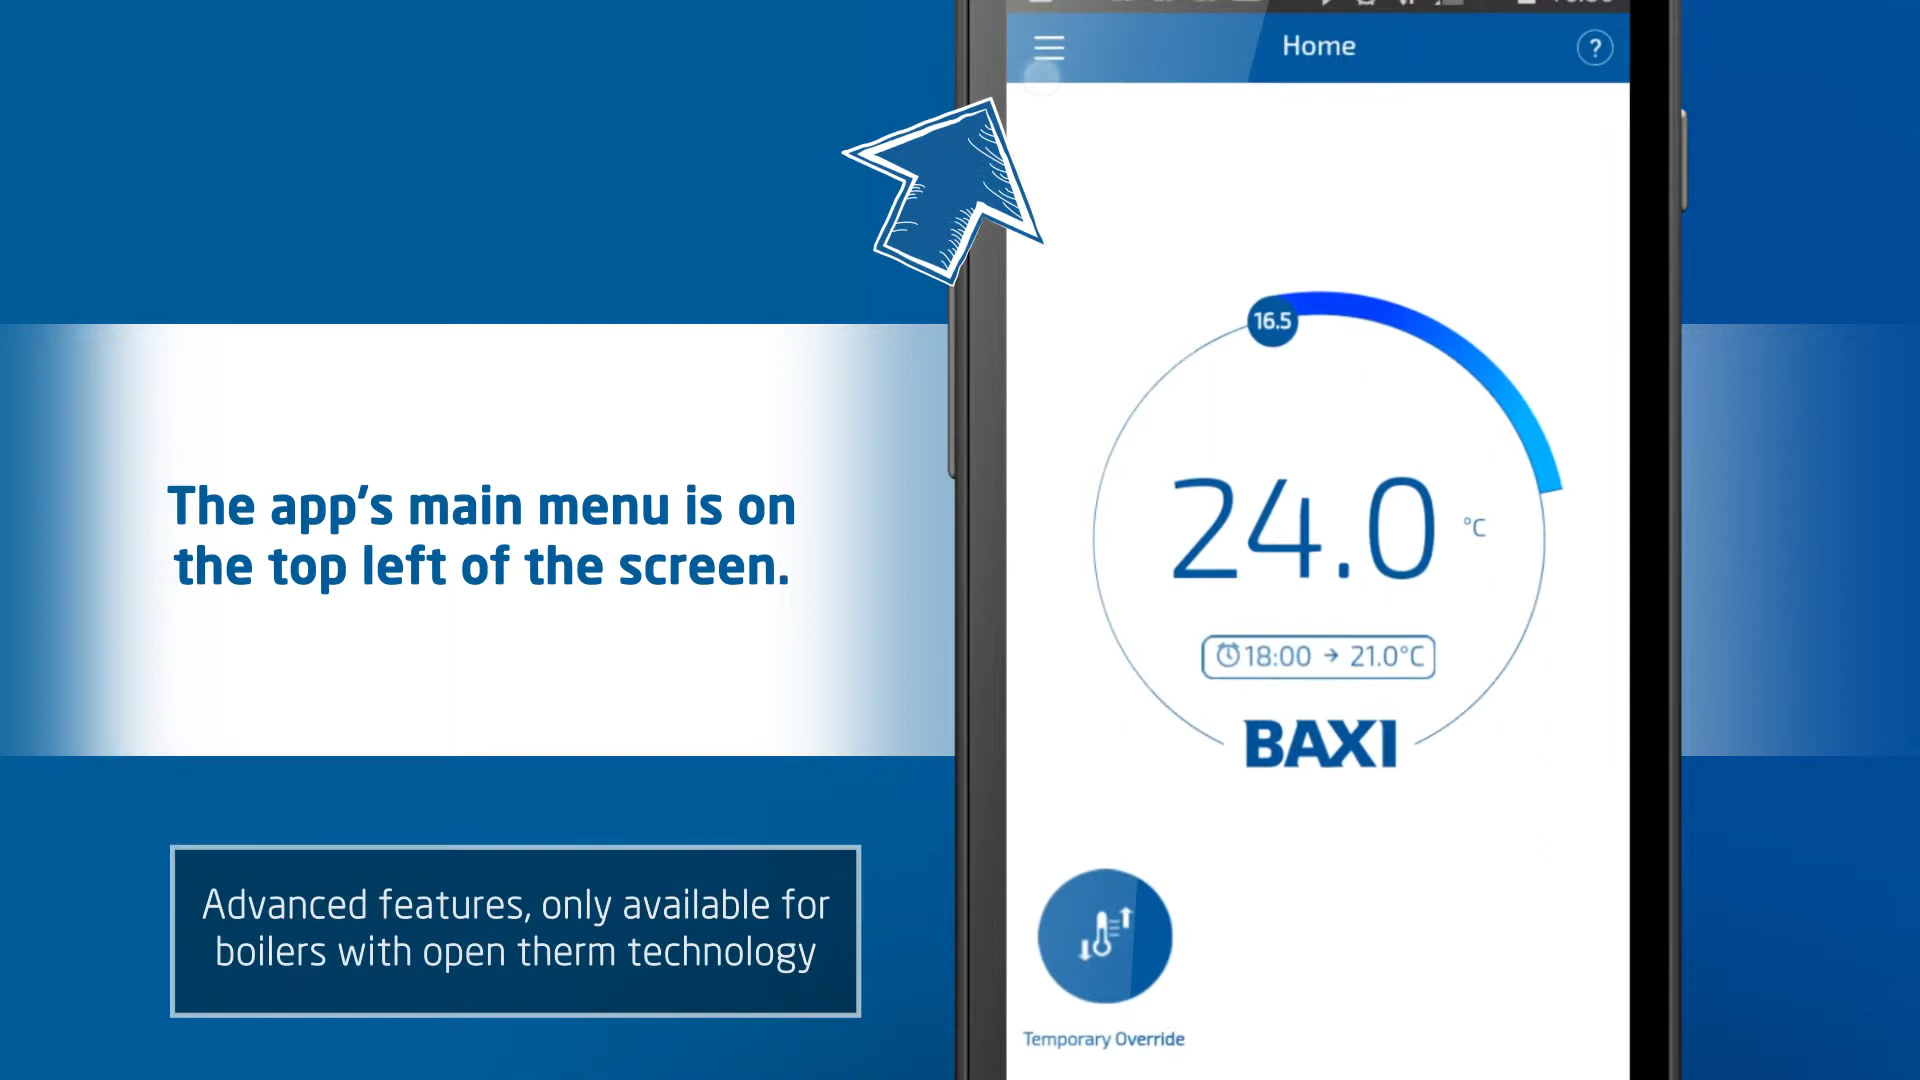 Home
?
16.5
24.0 °C
18:00 → 21.0°C
BAXI
The app's main menu is on
the top left of the screen.
Advanced features, only available for
boilers with open therm technology
Temporary Override